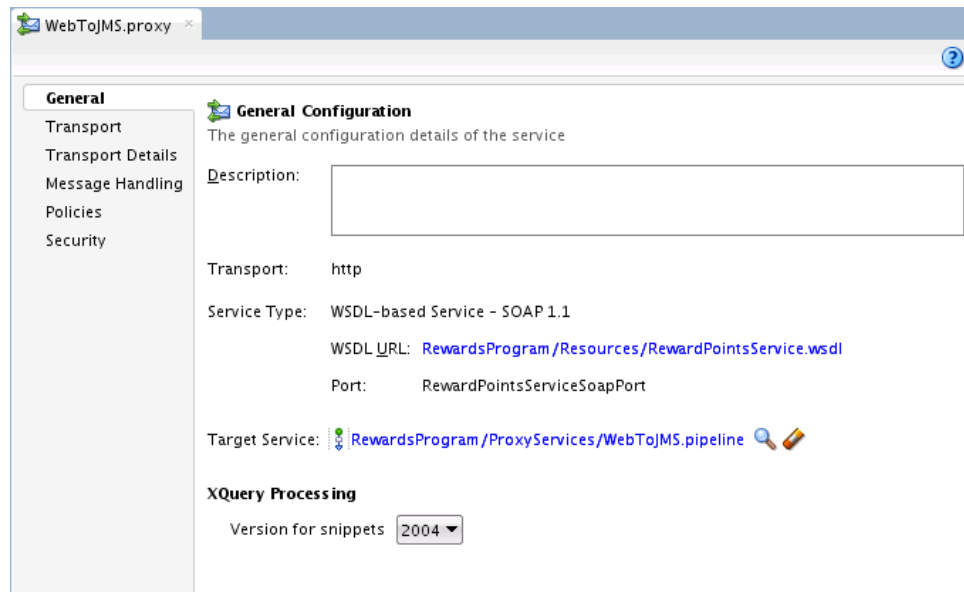 WebToJMS.proxy ×
?
General
Transport
Transport Details
Message Handling
Policies
Security
General Configuration
The general configuration details of the service
Description:
Transport: http
Service Type: WSDL-based Service - SOAP 1.1
WSDL URL: RewardsProgram/Resources/RewardPointsService.wsdl
Port: RewardPointsServiceSoapPort
Target Service: RewardsProgram/ProxyServices/WebToJMS.pipeline
XQuery Processing
Version for snippets 2004